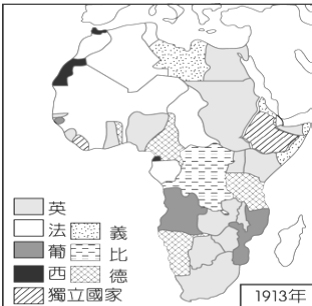 英
法 義
葡 比
西 德
獨立國家
1913年